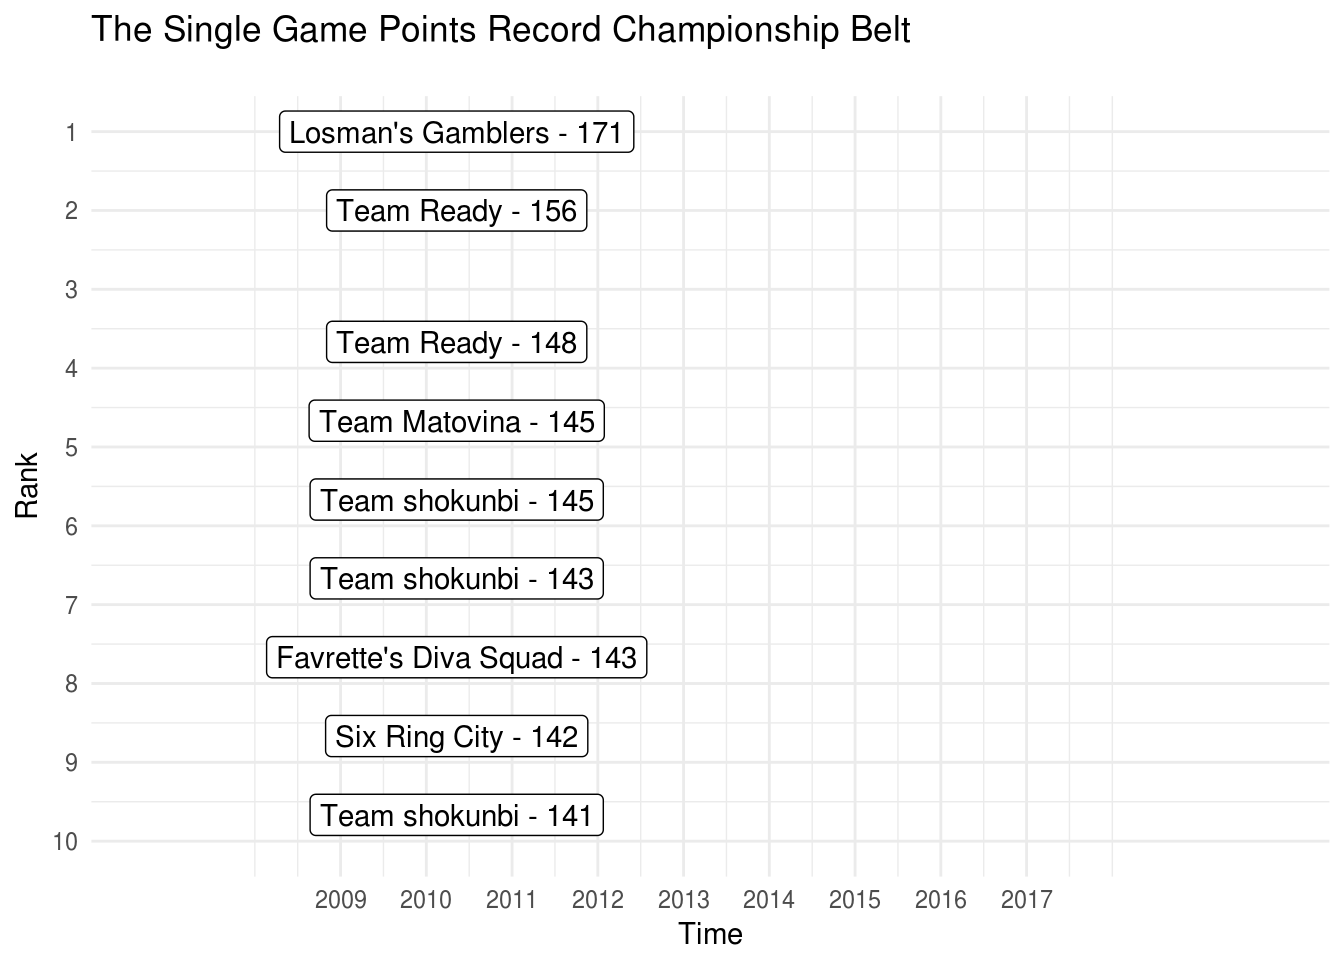 The Single Game Points Record Championship Belt
1
Losman's Gamblers - 171
2
Team Ready - 156
3
Team Ready - 148
4
Team Matovina - 145
5
Rank
Team shokunbi - 145
6
Team shokunbi - 143
7
Favrette's Diva Squad - 143
8
Six Ring City - 142
9
Team shokunbi - 141
10
2009 2010 2011 2012 2013 2014 2015 2016 2017
Time